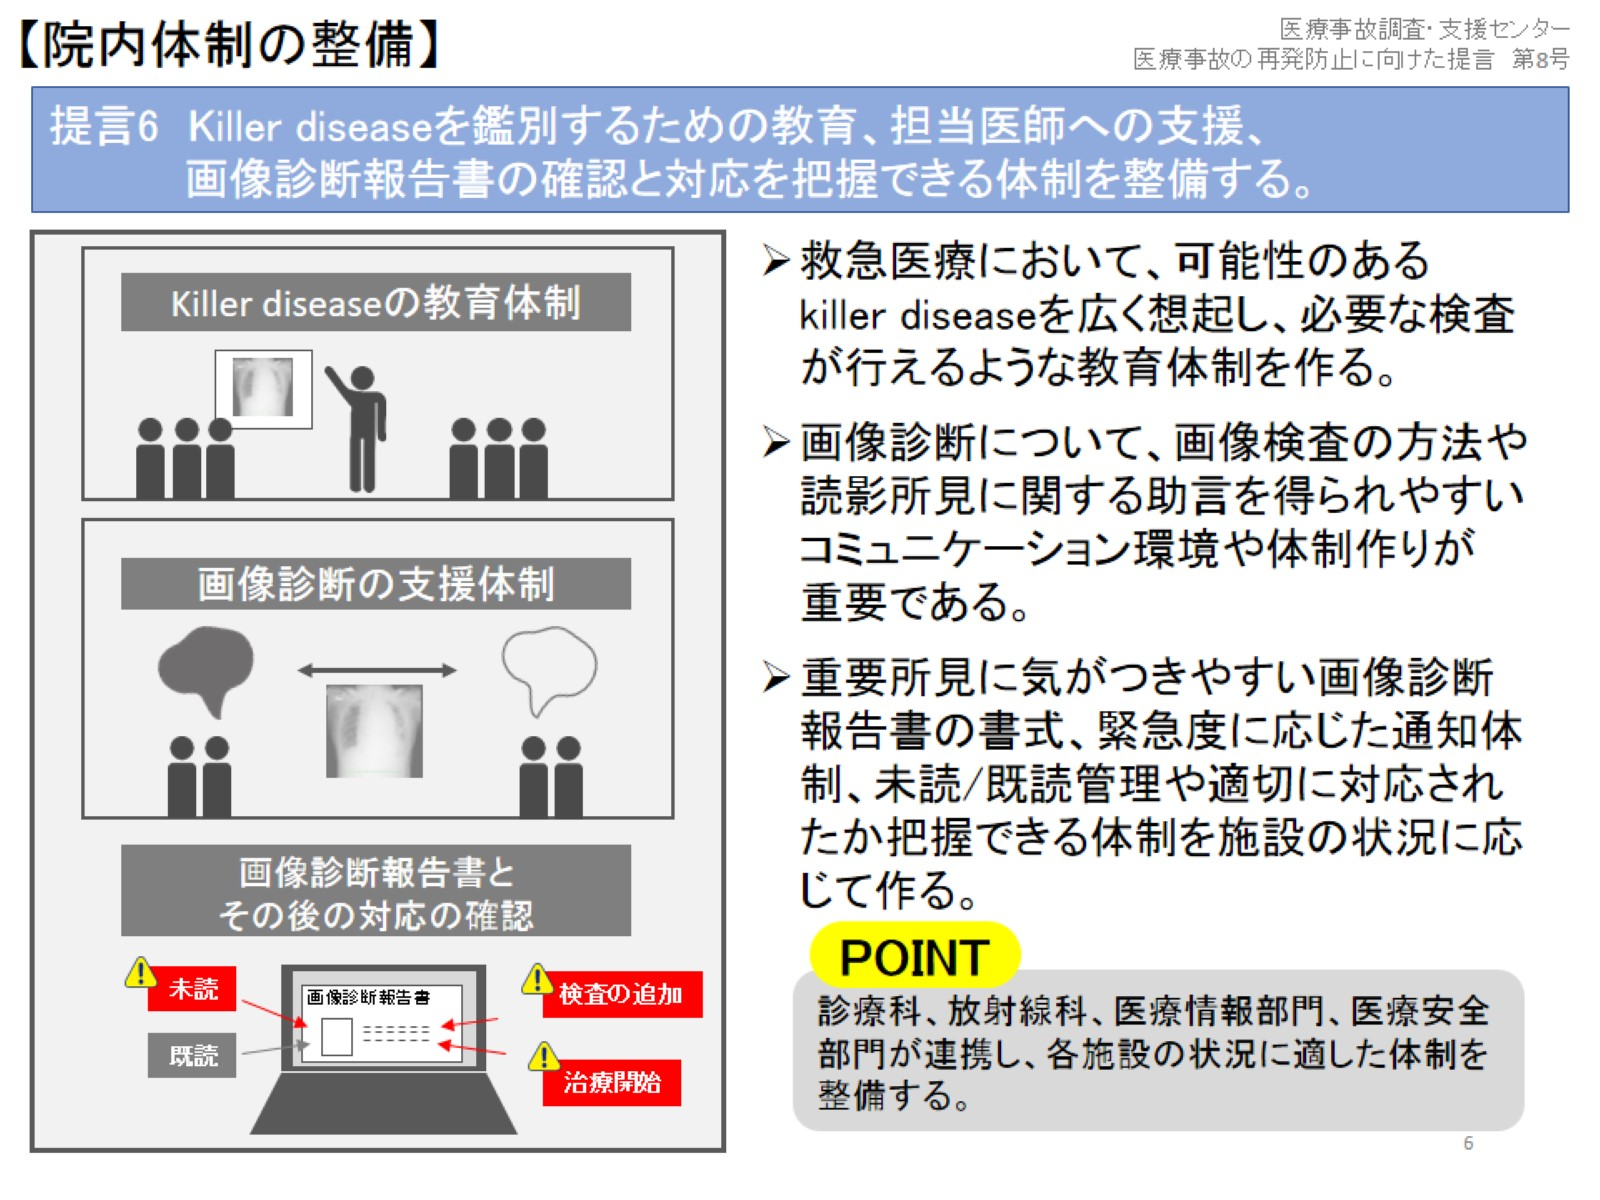 【院内体制の整備】
医療事故調査・支援センター
医療事故の再発防止に向けた提言 第8号
提言6 Killer diseaseを鑑別するための教育、担当医師への支援、
画像診断報告書の確認と対応を把握できる体制を整備する。
Killer diseaseの教育体制
画像診断の支援体制
画像診断報告書と
その後の対応の確認
未読
既読
画像診断報告書
検査の追加
治療開始
➢救急医療において、可能性のある
killer diseaseを広く想起し、必要な検査
が行えるような教育体制を作る。
➢画像診断について、画像検査の方法や
読影所見に関する助言を得られやすい
コミュニケーション環境や体制作りが
重要である。
➢重要所見に気がつきやすい画像診断
報告書の書式、緊急度に応じた通知体
制、未読/既読管理や適切に対応され
たか把握できる体制を施設の状況に応
じて作る。
POINT
診療科、放射線科、医療情報部門、医療安全
部門が連携し、各施設の状況に適した体制を
整備する。
6